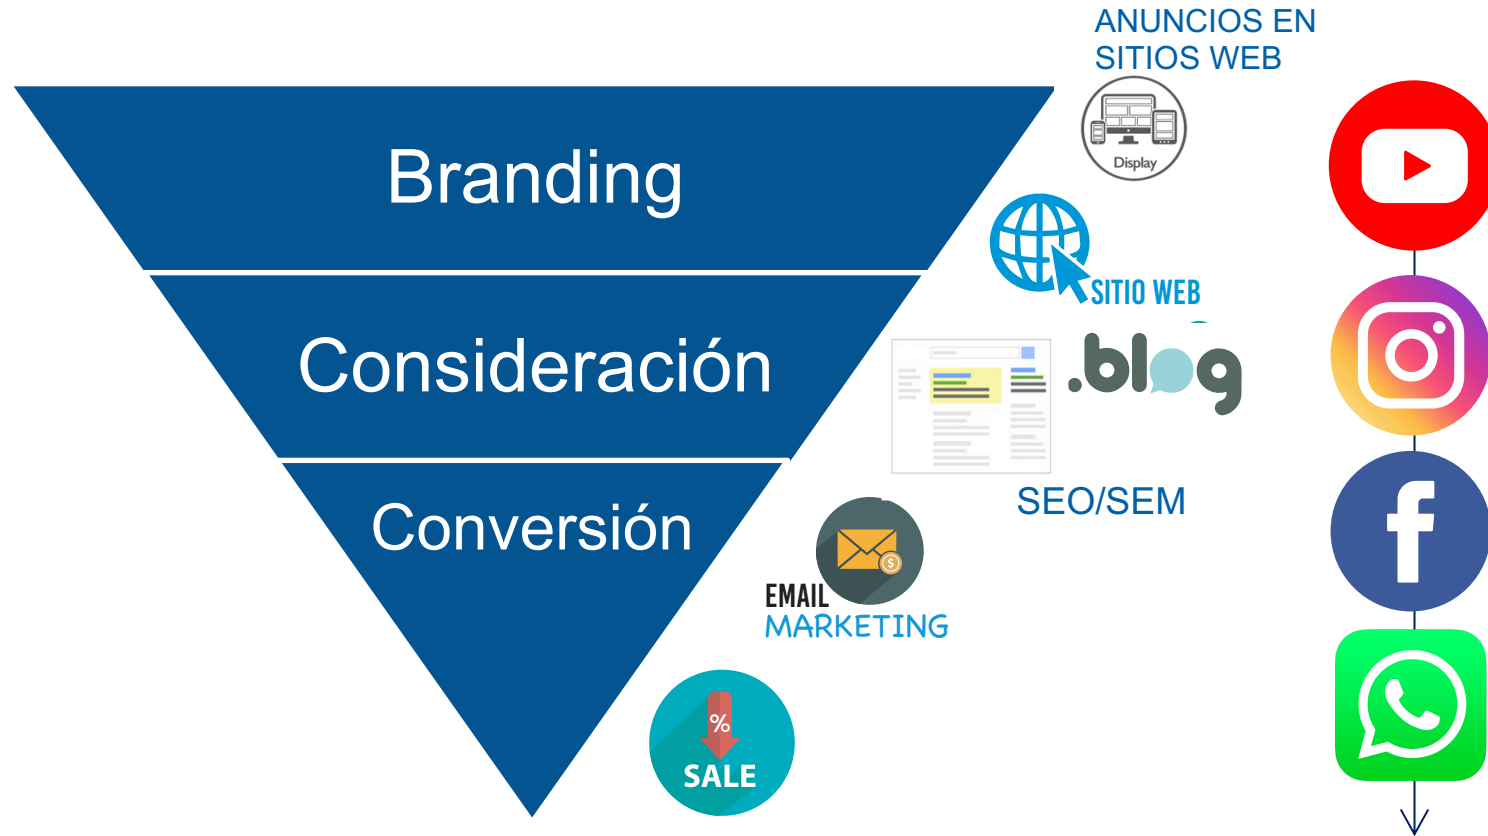 ANUNCIOS EN
SITIOS WEB
Display
Branding
SITIO WEB
.blog
Consideración
SEO/SEM
Conversión
$
EMAIL
MARKETING
%
SALE
f